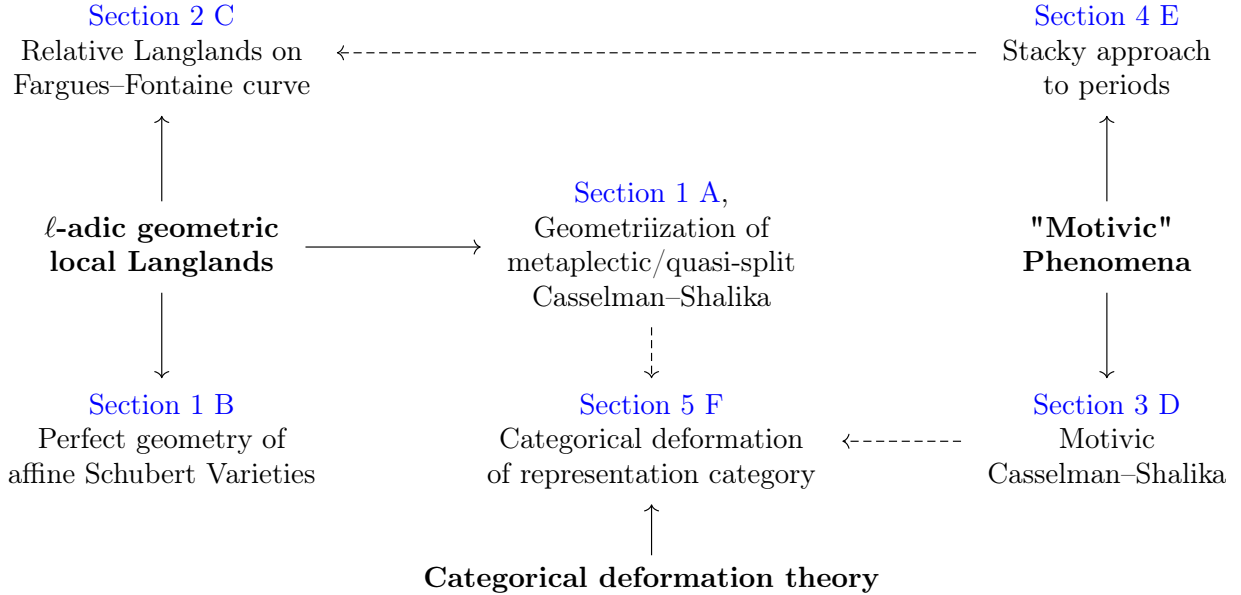 Section 2 C
Relative Langlands on
Fargues–Fontaine curve
Section 4 E
Stacky approach
to periods
ℓ-adic geometric
local Langlands
Section 1 A,
Geometriization of
metaplectic/quasi-split
Casselman–Shalika
"Motivic"
Phenomena
Section 1 B
Perfect geometry of
affine Schubert Varieties
Section 5 F
Categorical deformation
of representation category
Section 3 D
Motivic
Casselman–Shalika
Categorical deformation theory